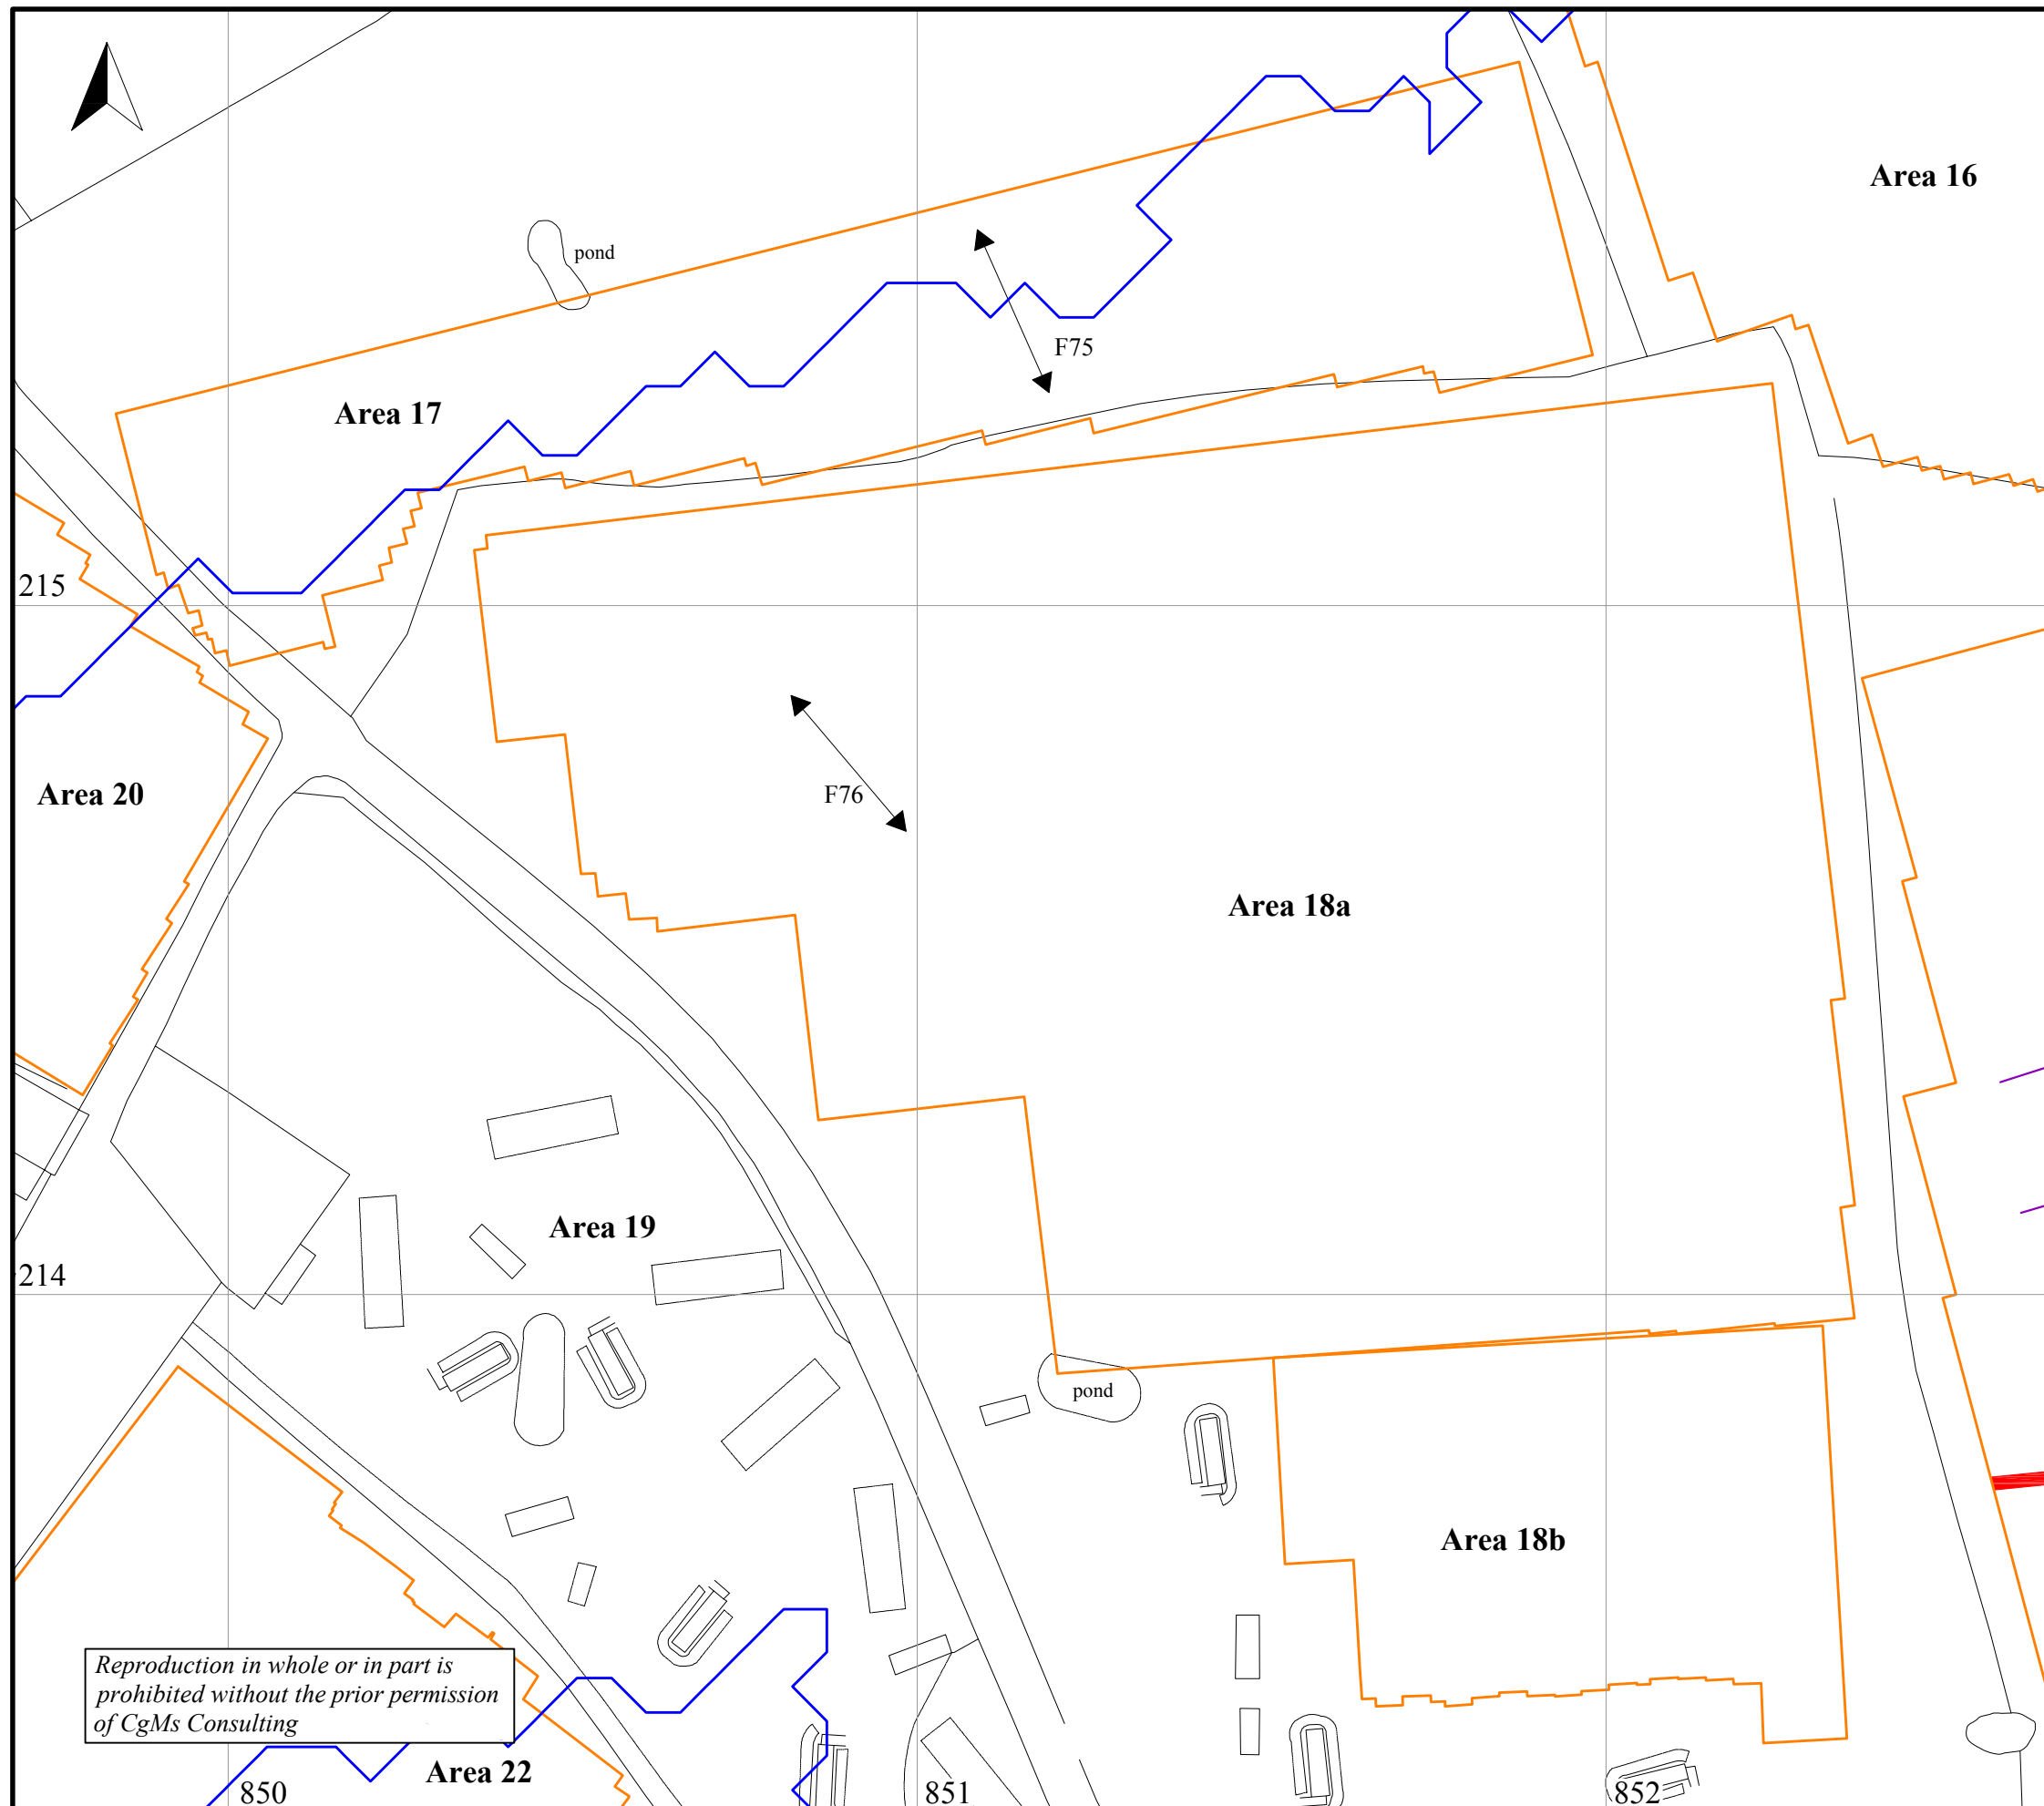 Area 16
pond
F75
Area 17
215
Area 20
F76
Area 18a
Area 19
214
pond
Area 18b
Reproduction in whole or in part is
prohibited without the prior permission
of CgMs Consulting
Area 22
850
851
852